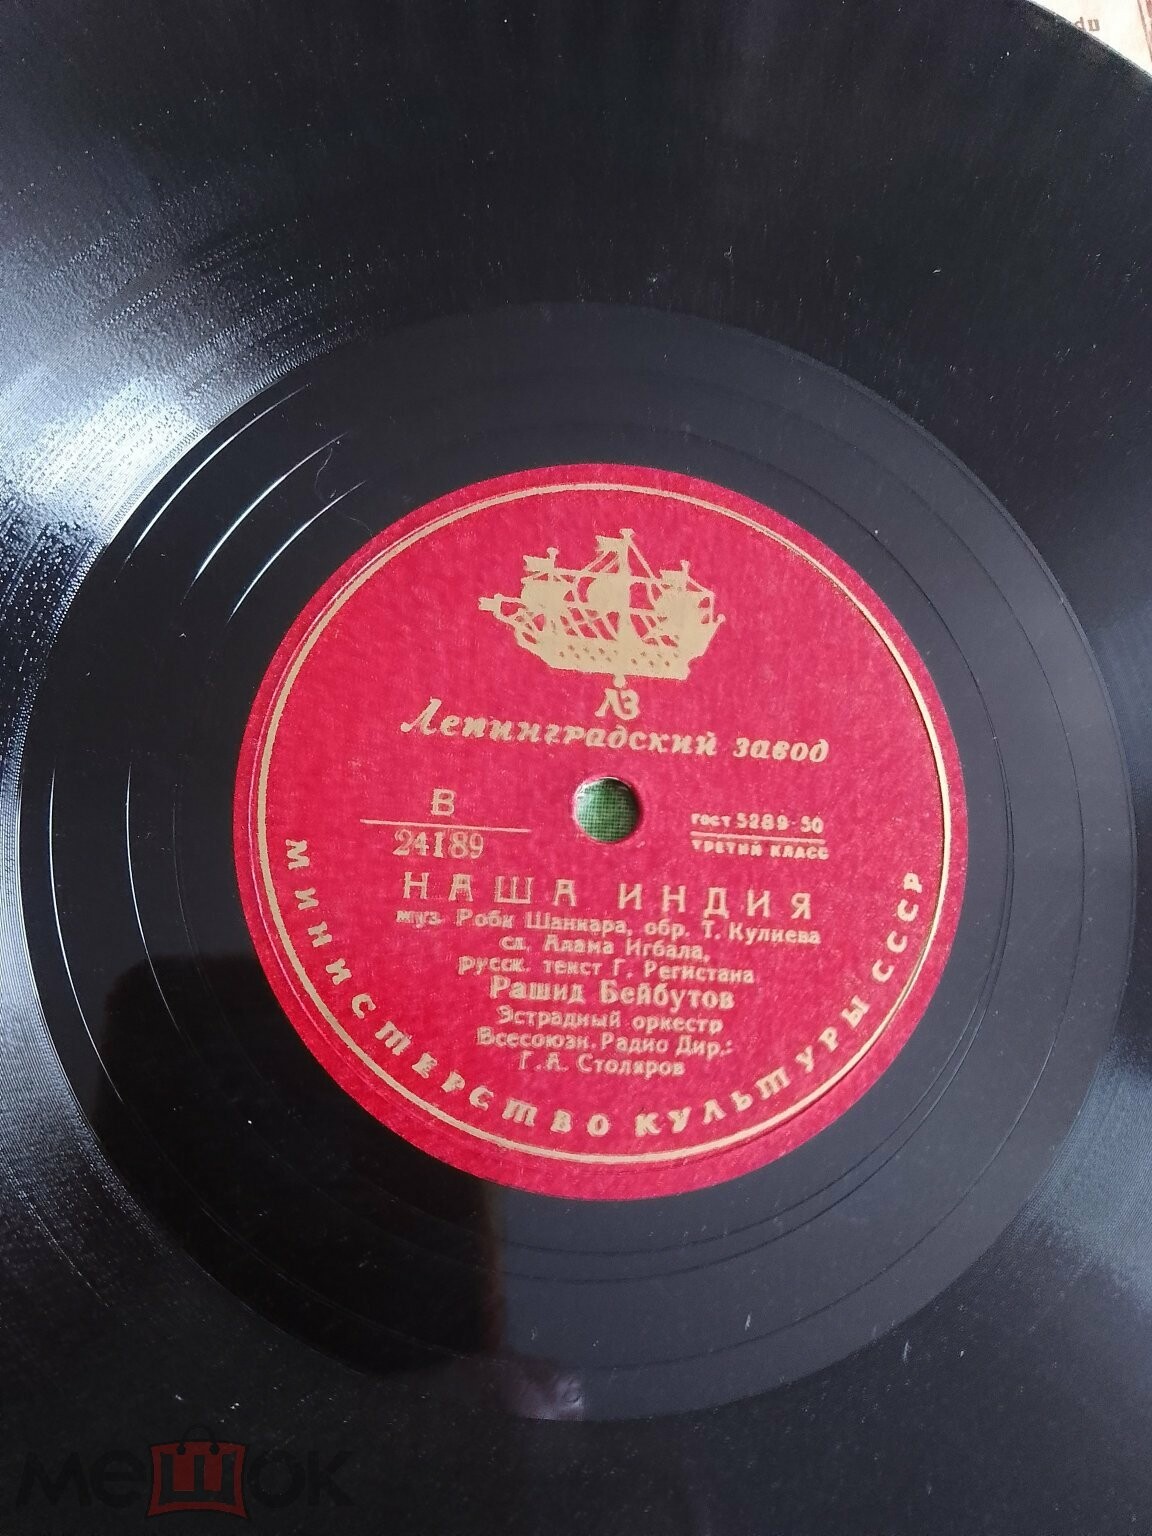 ЛЗ
Ленинградский завод
В
24189
ГОСТ 5289-50
ТРЕТИЙ КЛАСС
НАША ИНДИЯ
муз. Роби Шанкара, обр. Т. Кулиева
сл. Алама Игбала,
русск. текст Г. Регистана
Рашид Бейбутов
Эстрадный оркестр
Всесоюзн. Радио Дир.:
Г. А. Столяров
МИНИСТЕРСТВО КУЛЬТУРЫ СССР
мешок